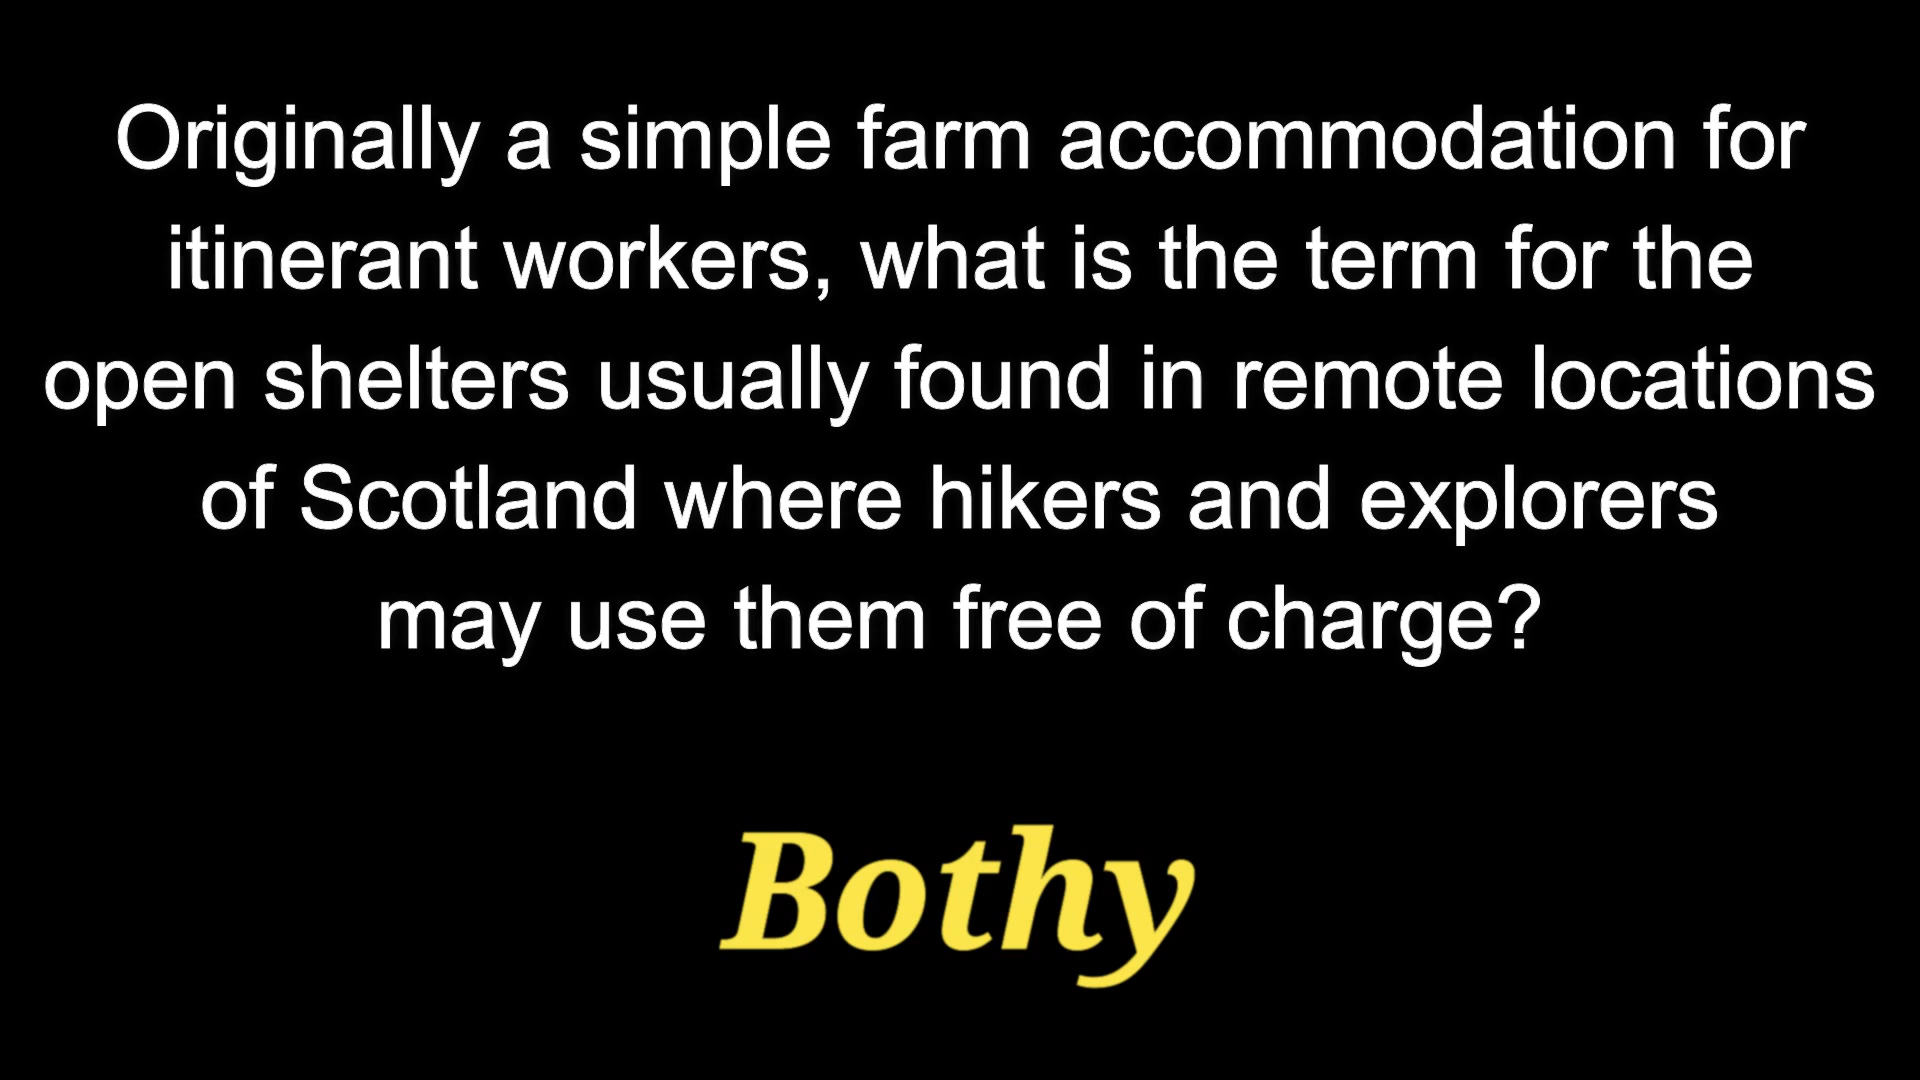 Originally a simple farm accommodation for
itinerant workers, what is the term for the
open shelters usually found in remote locations
of Scotland where hikers and explorers
may use them free of charge?
Bothy